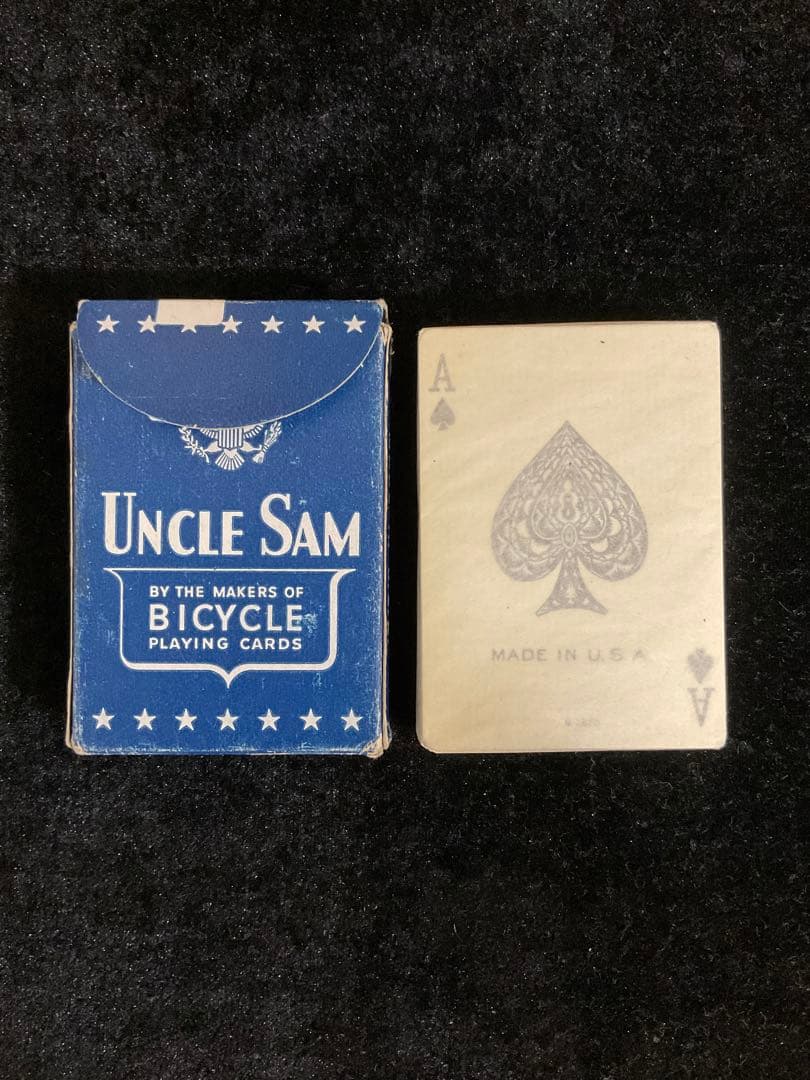 UNCLE SAM
BY THE MAKERS OF
BICYCLE
PLAYING CARDS
A
MADE IN U.S.A
A